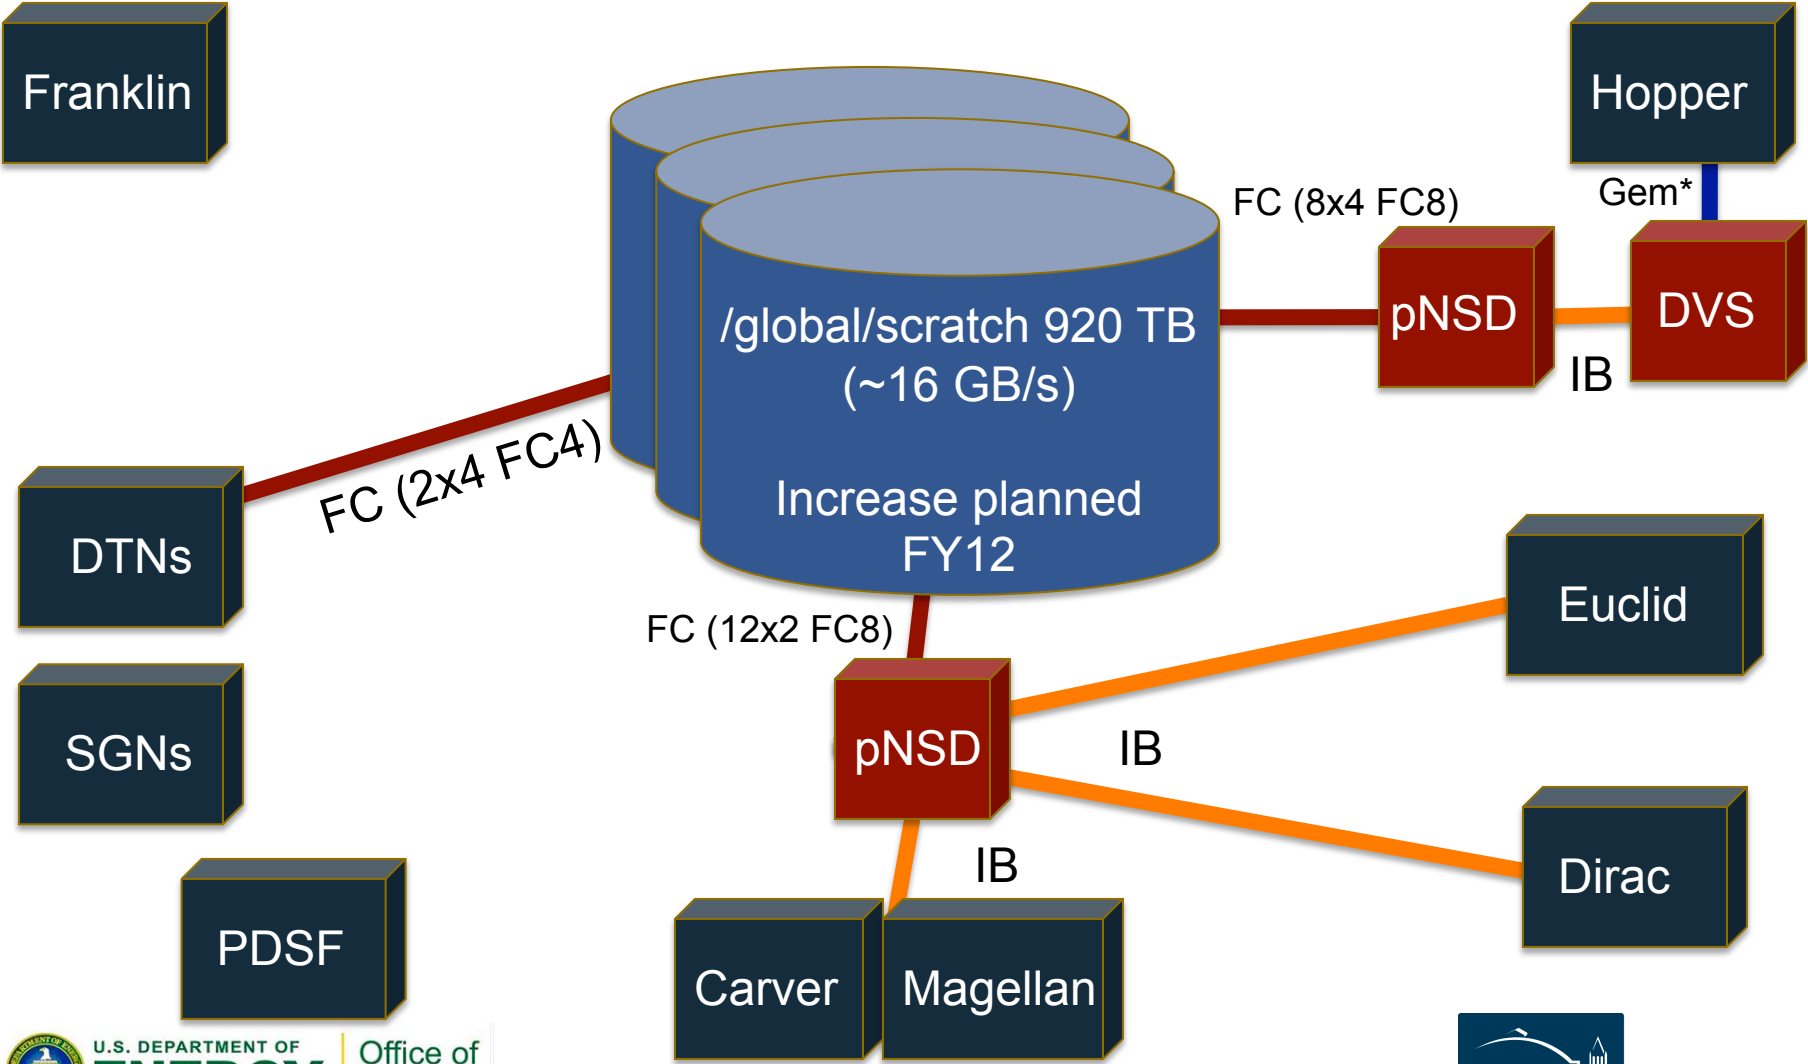 Franklin
Hopper
Gem*
FC (8x4 FC8)
pNSD
DVS
IB
/global/scratch 920 TB
(~16 GB/s)
Increase planned
FY12
FC (2x4 FC4)
DTNs
Euclid
FC (12x2 FC8)
SGNs
pNSD
IB
IB
Dirac
PDSF
Carver
Magellan
U.S. DEPARTMENT OF
ENERGY
Office of